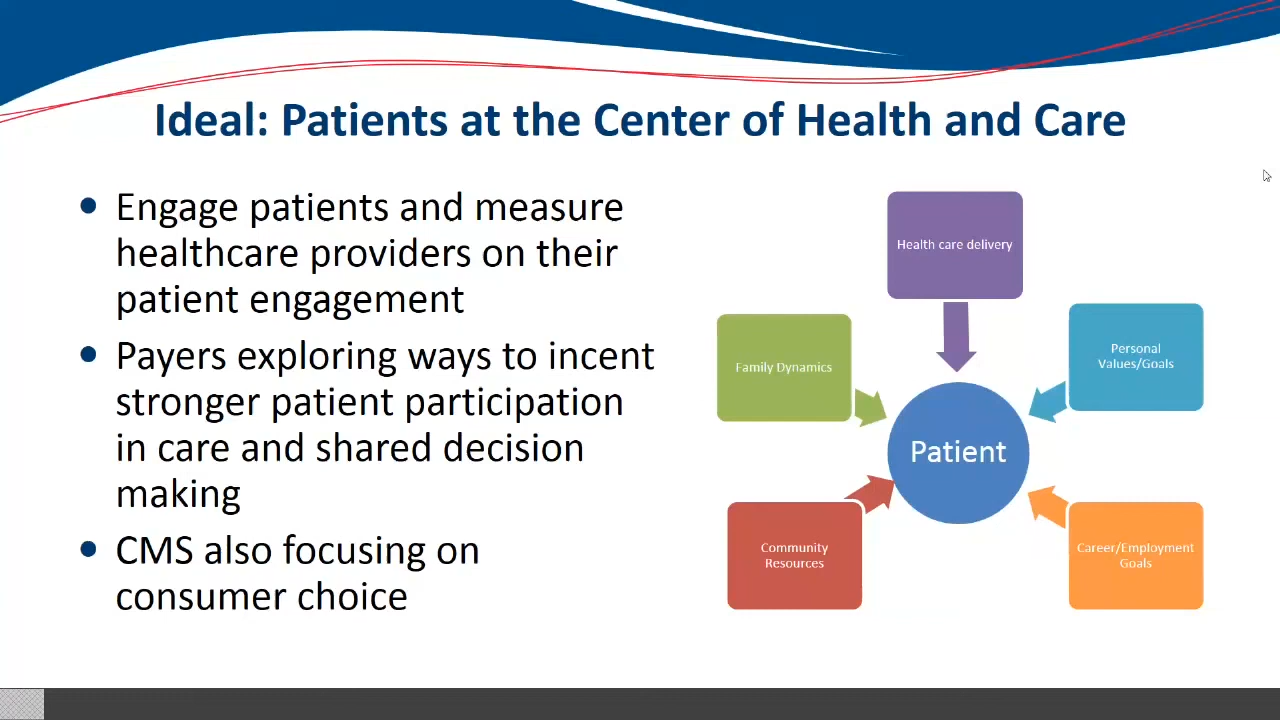 Ideal: Patients at the Center of Health and Care
Engage patients and measure
healthcare providers on their
patient engagement
Payers exploring ways to incent
stronger patient participation
in care and shared decision
making
CMS also focusing on
consumer choice
Health care delivery
Family Dynamics
Personal
Values/Goals
Patient
Community
Resources
Career/Employment
Goals